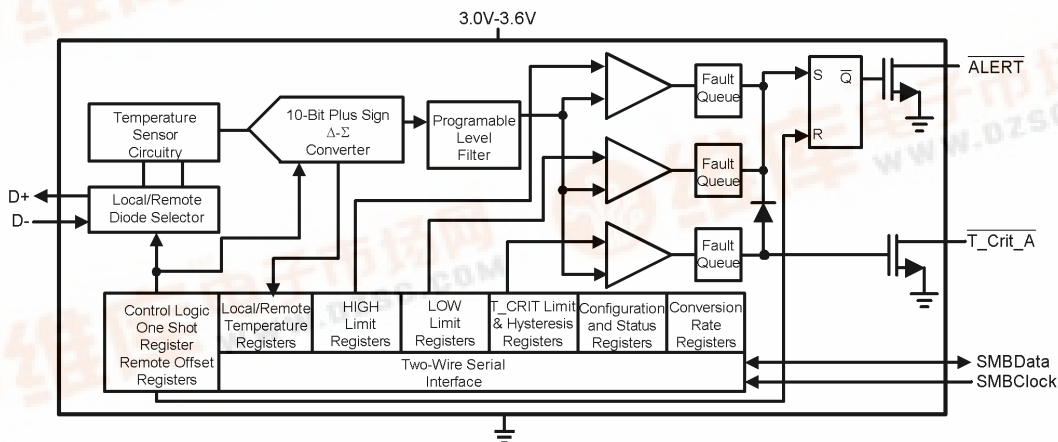 3.0V-3.6V
ALERT
S
Q
R
Fault
Queue
Temperature
Sensor
Circuitry
10-Bit Plus Sign
Δ-Σ
Converter
Programable
Level
Filter
Fault
Queue
D+
D-
Local/Remote
Diode Selector
Fault
Queue
T_Crit_A
Control Logic
One Shot
Register
Remote Offset
Registers
Local/Remote
Temperature
Registers
HIGH
Limit
Registers
LOW
Limit
Registers
T_CRIT Limit
& Hysteresis
Registers
Configuration
and Status
Registers
Conversion
Rate
Registers
Two-Wire Serial
Interface
SMBData
SMBClock